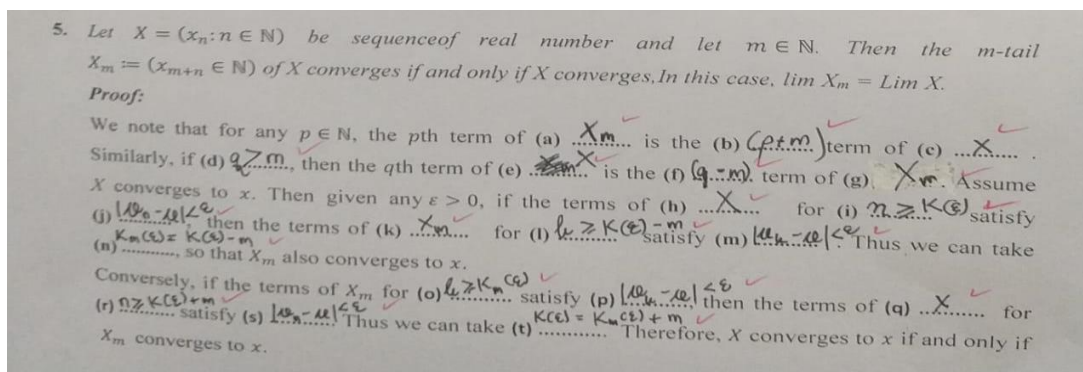 5. Let X = (xₙ: n ∈ ℕ) be sequenceof real number and let m ∈ N. Then the m-tail
Xₘ := (xₘ₊ₙ ∈ ℕ) of X converges if and only if X converges,In this case, lim Xₘ = Lim X.
Proof:
We note that for any p ∈ ℕ, the pth term of (a) ..Xm... is the (b) (p+m) term of (c) ...X.....
Similarly, if (d) q≥m, then the qth term of (e) X is the (f) (q-m). term of (g) Xm. Assume
X converges to x. Then given any ε > 0, if the terms of (h) ...X.... for (i) n≥K(ε) satisfy
(j) |xn-x|<ε, then the terms of (k) ..Xm.... for (l) k ≥ K(ε)-m satisfy (m) |xk-x|<ε Thus we can take
(n) Km(ε) = K(ε)-m, so that Xₘ also converges to x.
Conversely, if the terms of Xₘ for (o) k≥Km(ε) satisfy (p) |xk-x|<ε then the terms of (q) ..X...... for
(r) n≥K(ε)+m satisfy (s) |xn-x|<ε Thus we can take (t) K(ε) = Km(ε)+m Therefore, X converges to x if and only if
Xₘ converges to x.